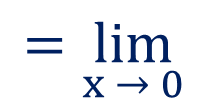 = lim
x → 0